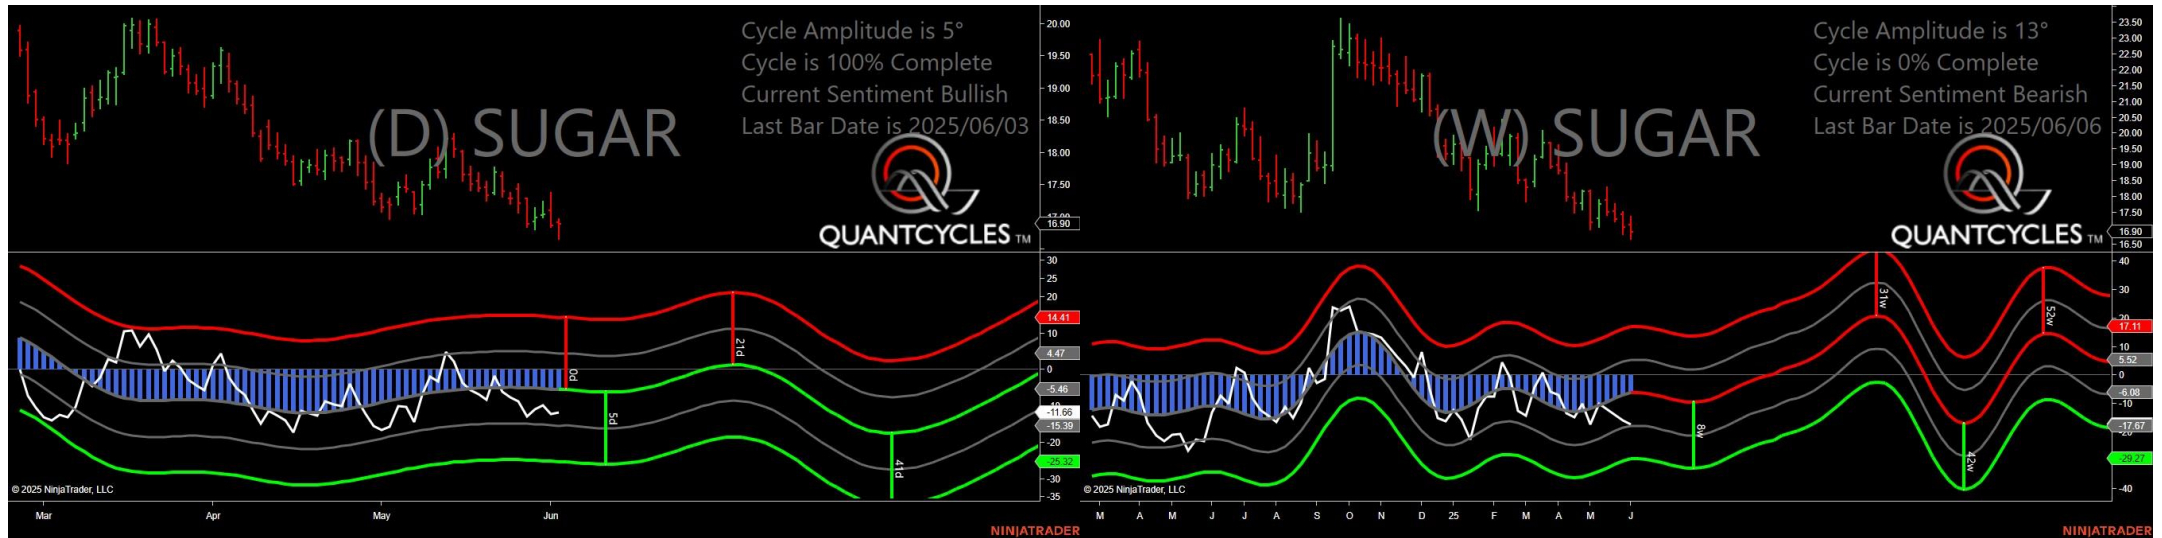 Cycle Amplitude is 5°
Cycle is 100% Complete
Current Sentiment Bullish
Last Bar Date is 2025/06/03
(D) SUGAR
QUANTCYCLES TM
20.00
19.50
19.00
18.50
18.00
17.50
17.00
16.90
30
25
20
14.41
10
4.47
0
-5.46
-10
-11.66
-15.39
-20
-25.32
-30
-35
0d
5d
21d
41d
© 2025 NinjaTrader, LLC
Mar Apr May Jun
NINJATRADER
Cycle Amplitude is 13°
Cycle is 0% Complete
Current Sentiment Bearish
Last Bar Date is 2025/06/06
(W) SUGAR
QUANTCYCLES TM
23.50
23.00
22.50
22.00
21.50
21.00
20.50
20.00
19.50
19.00
18.50
18.00
17.50
16.90
16.50
40
30
20
17.11
5.52
0
-6.08
-10
-17.67
-20
-29.27
-40
8w
31w
42w
52w
© 2025 NinjaTrader, LLC
M A M J J A S O N D 25 F M A M J
NINJATRADER